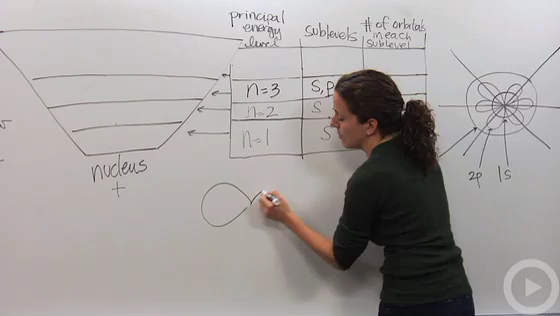 principal
energy
level
sublevels
# of orbitals
in each
sublevel
n=3
s, p
n=2
s
n=1
s
nucleus
+
2p 1s